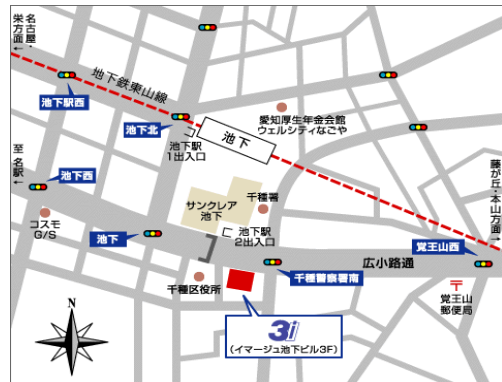 名古屋・
栄方面←
地下鉄東山線
池下駅西
池下北
池下駅
1出入口
池下
愛知厚生年金会館
ウェルシティなごや
至 名駅←
池下西
コスモ
G/S
サンクレア
池下
千種署
池下駅
2出入口
藤が丘・本山方面→
池下
覚王山西
広小路通
千種警察署南
千種区役所
覚王山
郵便局
N
3i
(イマージュ池下ビル3F)